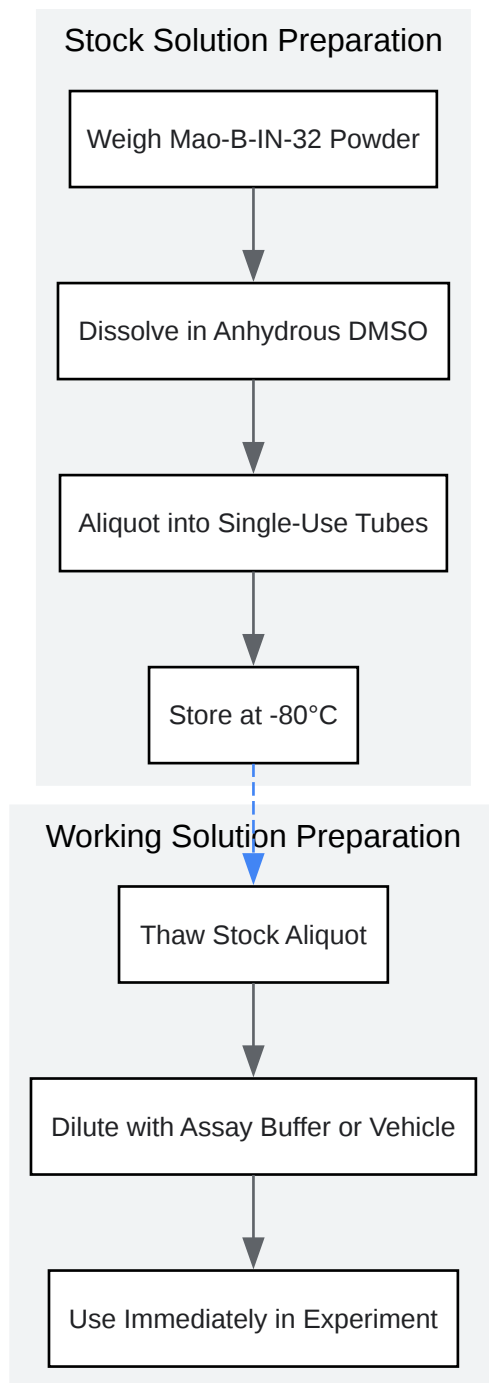 Stock Solution Preparation
Weigh Mao-B-IN-32 Powder
Dissolve in Anhydrous DMSO
Aliquot into Single-Use Tubes
Store at -80°C
Working Solution Preparation
Thaw Stock Aliquot
Dilute with Assay Buffer or Vehicle
Use Immediately in Experiment